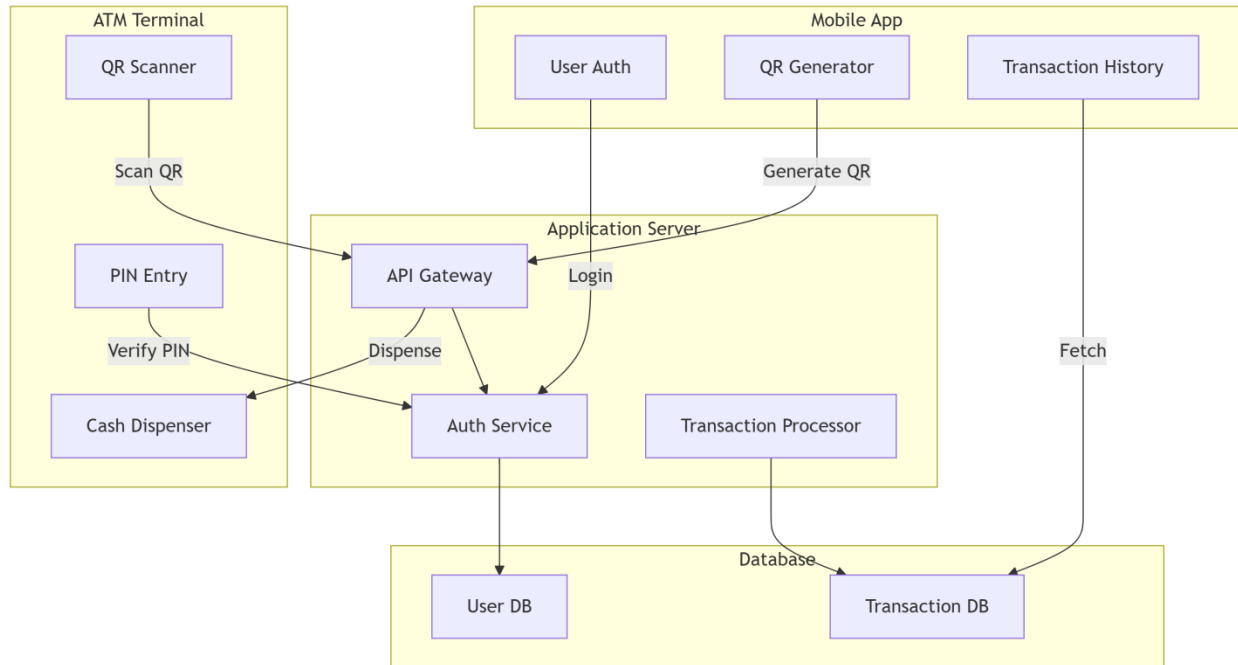 ATM Terminal
Mobile App
QR Scanner
User Auth
QR Generator
Transaction History
Scan QR
Generate QR
Application Server
PIN Entry
API Gateway
Login
Verify PIN
Dispense
Fetch
Cash Dispenser
Auth Service
Transaction Processor
Database
User DB
Transaction DB